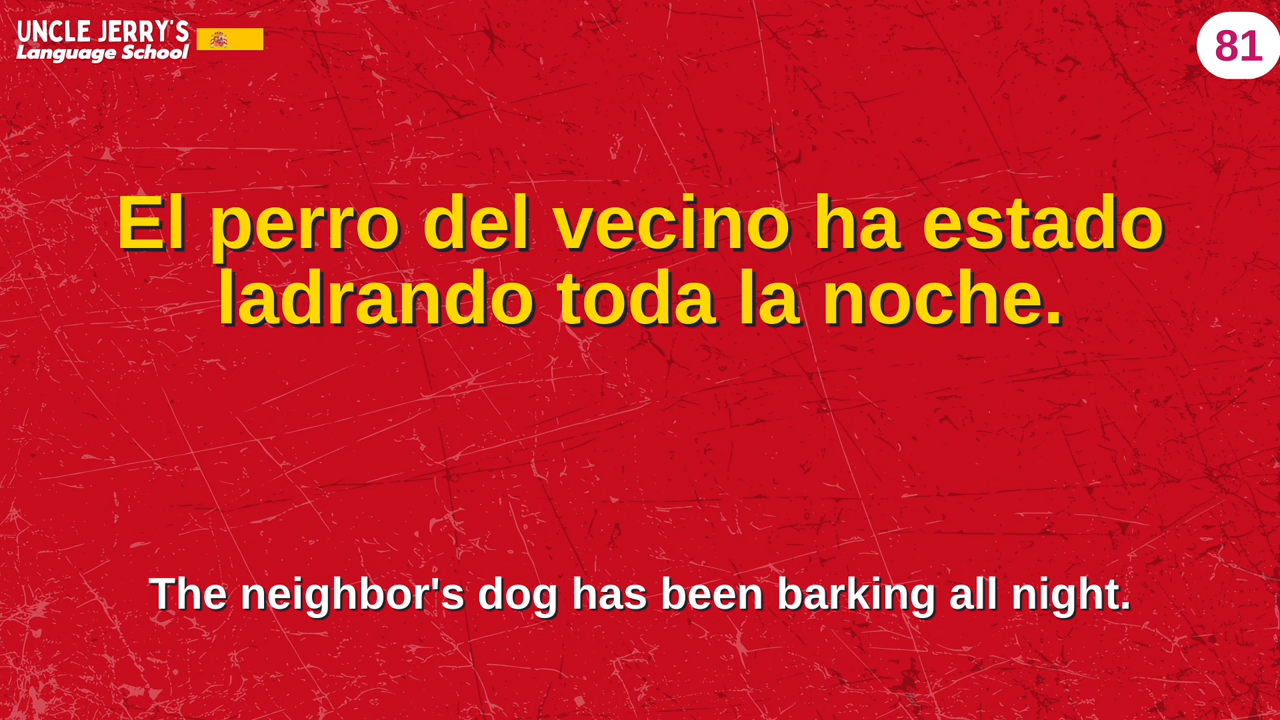 UNCLE JERRY'S
Language School
81
El perro del vecino ha estado
ladrando toda la noche.
The neighbor's dog has been barking all night.